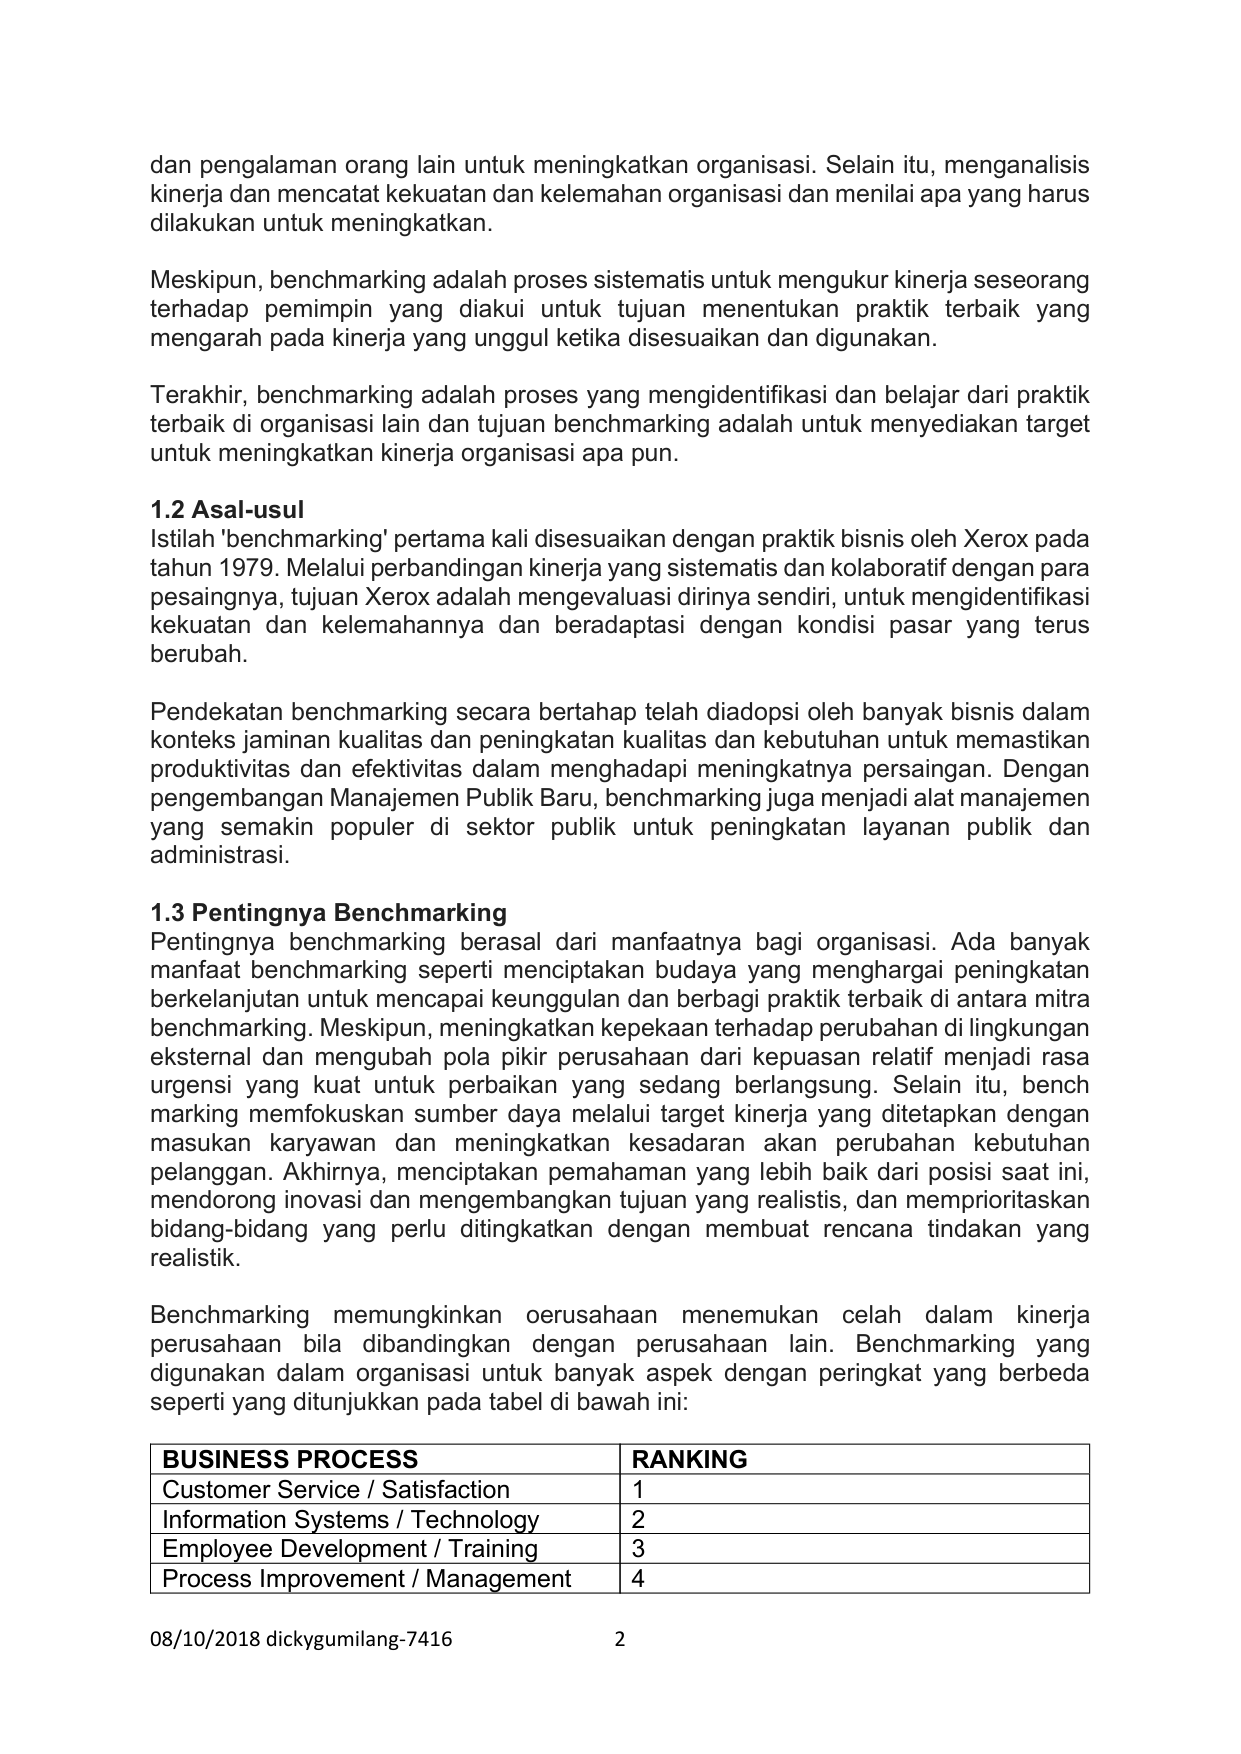 dan pengalaman orang lain untuk meningkatkan organisasi. Selain itu, menganalisis
kinerja dan mencatat kekuatan dan kelemahan organisasi dan menilai apa yang harus
dilakukan untuk meningkatkan.
Meskipun, benchmarking adalah proses sistematis untuk mengukur kinerja seseorang
terhadap pemimpin yang diakui untuk tujuan menentukan praktik terbaik yang
mengarah pada kinerja yang unggul ketika disesuaikan dan digunakan.
Terakhir, benchmarking adalah proses yang mengidentifikasi dan belajar dari praktik
terbaik di organisasi lain dan tujuan benchmarking adalah untuk menyediakan target
untuk meningkatkan kinerja organisasi apa pun.
1.2 Asal-usul
Istilah 'benchmarking' pertama kali disesuaikan dengan praktik bisnis oleh Xerox pada
tahun 1979. Melalui perbandingan kinerja yang sistematis dan kolaboratif dengan para
pesaingnya, tujuan Xerox adalah mengevaluasi dirinya sendiri, untuk mengidentifikasi
kekuatan dan kelemahannya dan beradaptasi dengan kondisi pasar yang terus
berubah.
Pendekatan benchmarking secara bertahap telah diadopsi oleh banyak bisnis dalam
konteks jaminan kualitas dan peningkatan kualitas dan kebutuhan untuk memastikan
produktivitas dan efektivitas dalam menghadapi meningkatnya persaingan. Dengan
pengembangan Manajemen Publik Baru, benchmarking juga menjadi alat manajemen
yang semakin populer di sektor publik untuk peningkatan layanan publik dan
administrasi.
1.3 Pentingnya Benchmarking
Pentingnya benchmarking berasal dari manfaatnya bagi organisasi. Ada banyak
manfaat benchmarking seperti menciptakan budaya yang menghargai peningkatan
berkelanjutan untuk mencapai keunggulan dan berbagi praktik terbaik di antara mitra
benchmarking. Meskipun, meningkatkan kepekaan terhadap perubahan di lingkungan
eksternal dan mengubah pola pikir perusahaan dari kepuasan relatif menjadi rasa
urgensi yang kuat untuk perbaikan yang sedang berlangsung. Selain itu, bench
marking memfokuskan sumber daya melalui target kinerja yang ditetapkan dengan
masukan karyawan dan meningkatkan kesadaran akan perubahan kebutuhan
pelanggan. Akhirnya, menciptakan pemahaman yang lebih baik dari posisi saat ini,
mendorong inovasi dan mengembangkan tujuan yang realistis, dan memprioritaskan
bidang-bidang yang perlu ditingkatkan dengan membuat rencana tindakan yang
realistik.
Benchmarking memungkinkan oerusahaan menemukan celah dalam kinerja
perusahaan bila dibandingkan dengan perusahaan lain. Benchmarking yang
digunakan dalam organisasi untuk banyak aspek dengan peringkat yang berbeda
seperti yang ditunjukkan pada tabel di bawah ini:
BUSINESS PROCESS RANKING
Customer Service / Satisfaction 1
Information Systems / Technology 2
Employee Development / Training 3
Process Improvement / Management 4
08/10/2018 dickygumilang-7416 2